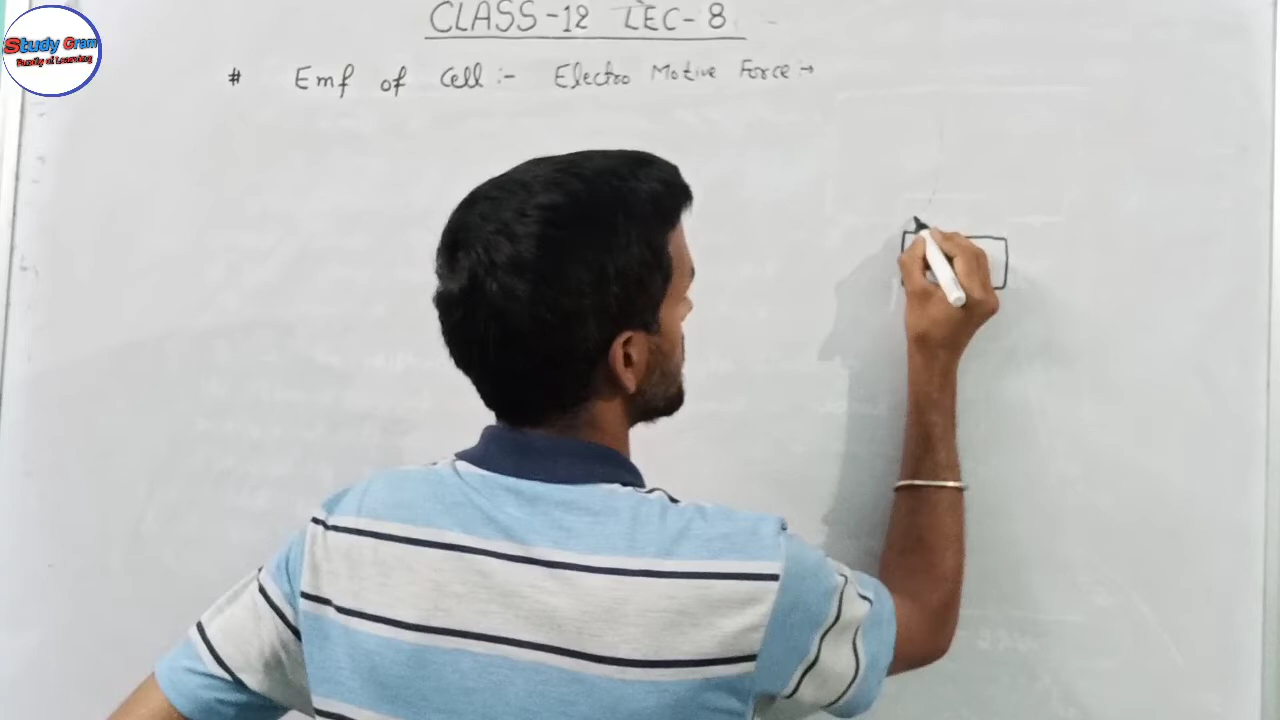 CLASS-12 LEC-8
Study Gram
Family of Learning
# Emf of Cell :- Electro Motive Force :→